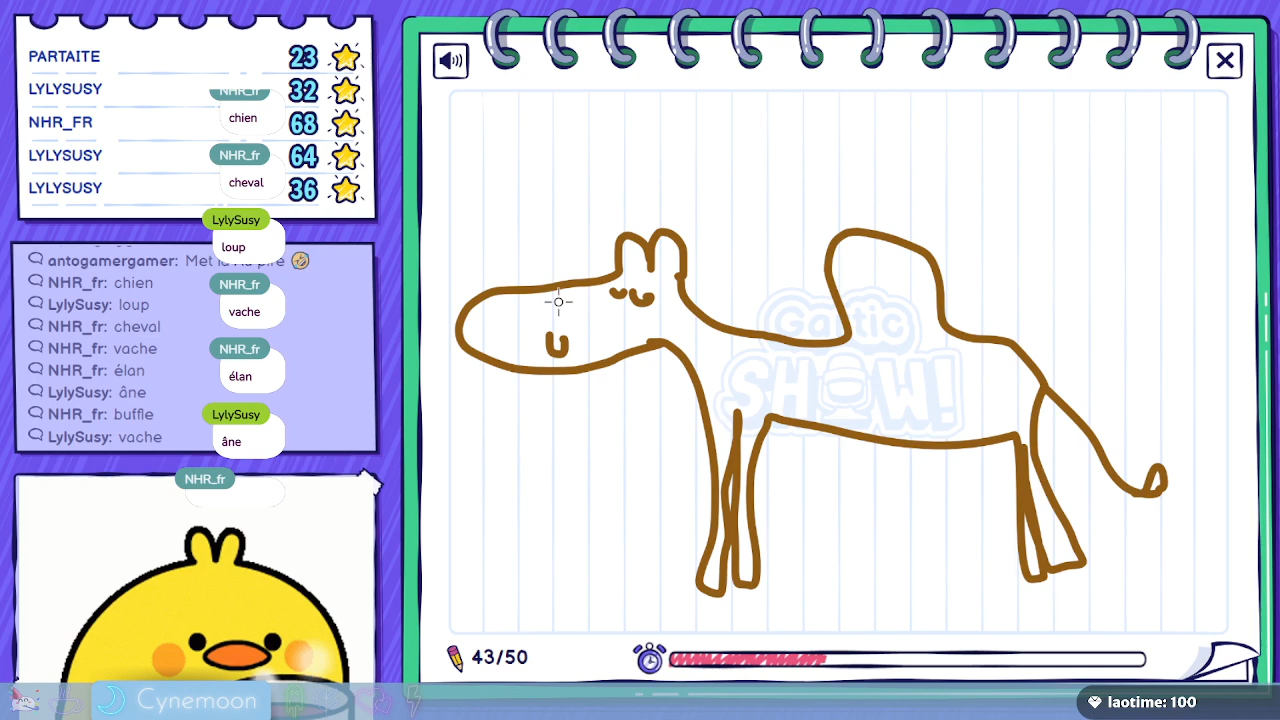 PARTAITE 23
LYLYSUSY 32
NHR_FR 68
LYLYSUSY 64
LYLYSUSY 36
NHR_fr
chien
NHR_fr
cheval
LylySusy
loup
NHR_fr
vache
NHR_fr
élan
LylySusy
âne
NHR_fr
antogamergamer: Met
NHR_fr: chien
LylySusy: loup
NHR_fr: cheval
NHR_fr: vache
NHR_fr: élan
LylySusy: âne
NHR_fr: buffle
LylySusy: vache
Gartic
SHOW!
43/50
Cynemoon
laotime: 100